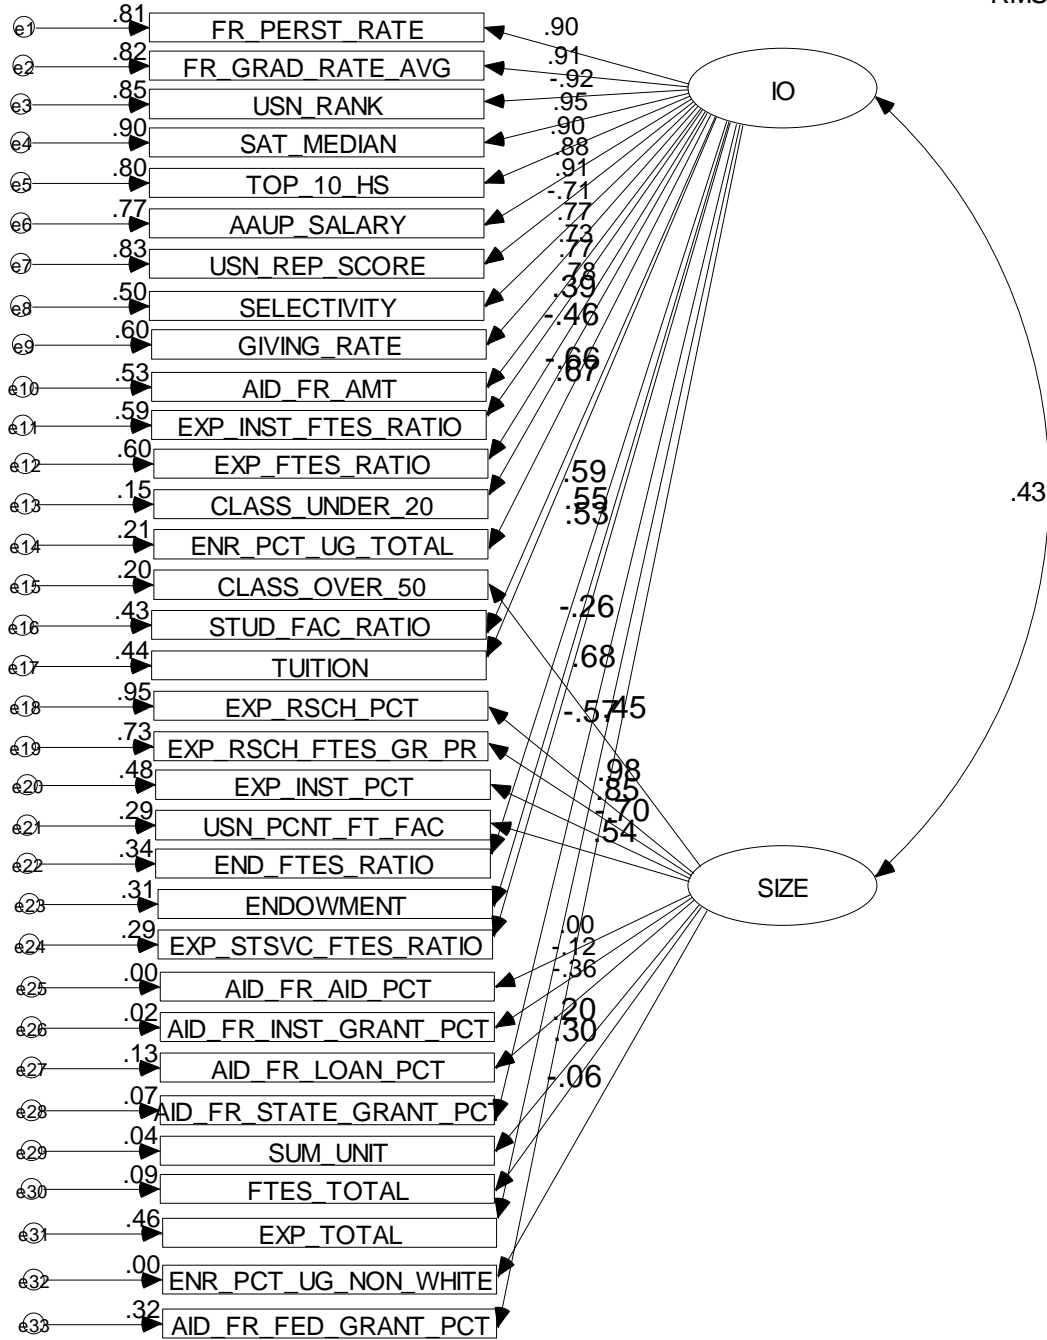 RMS
e1 .81 FR_PERST_RATE
e2 .82 FR_GRAD_RATE_AVG
e3 .85 USN_RANK
e4 .90 SAT_MEDIAN
e5 .80 TOP_10_HS
e6 .77 AAUP_SALARY
e7 .83 USN_REP_SCORE
e8 .50 SELECTIVITY
e9 .60 GIVING_RATE
e10 .53 AID_FR_AMT
e11 .59 EXP_INST_FTES_RATIO
e12 .60 EXP_FTES_RATIO
e13 .15 CLASS_UNDER_20
e14 .21 ENR_PCT_UG_TOTAL
e15 .20 CLASS_OVER_50
e16 .43 STUD_FAC_RATIO
e17 .44 TUITION
e18 .95 EXP_RSCH_PCT
e19 .73 EXP_RSCH_FTES_GR_PR
e20 .48 EXP_INST_PCT
e21 .29 USN_PCNT_FT_FAC
e22 .34 END_FTES_RATIO
e23 .31 ENDOWMENT
e24 .29 EXP_STSVC_FTES_RATIO
e25 .00 AID_FR_AID_PCT
e26 .02 AID_FR_INST_GRANT_PCT
e27 .13 AID_FR_LOAN_PCT
e28 .07 AID_FR_STATE_GRANT_PCT
e29 .04 SUM_UNIT
e30 .09 FTES_TOTAL
e31 .46 EXP_TOTAL
e32 .00 ENR_PCT_UG_NON_WHITE
e33 .32 AID_FR_FED_GRANT_PCT
.90
.91
-.92
.95
.90
.88
.91
-.71
.77
.73
.77
.78
.39
-.46
-.66
.67
.59
.55
.53
-.26
.68
-.57
.45
.98
.85
-.70
.54
.00
-.12
-.36
.20
.30
-.06
IO
.43
SIZE